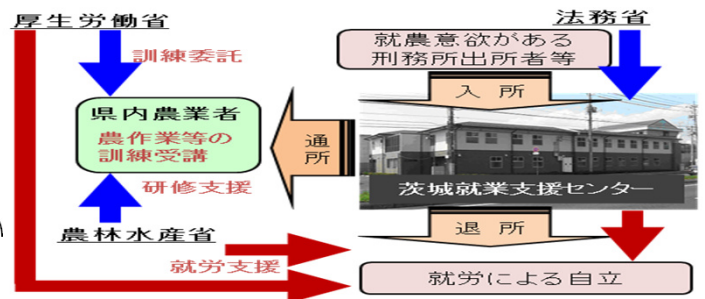 厚生労働省
法務省
就農意欲がある
刑務所出所者等
訓練委託
入所
県内農業者
農作業等の
訓練受講
通所
茨城就業支援センター
研修支援
農林水産省
退所
就労支援
就労による自立